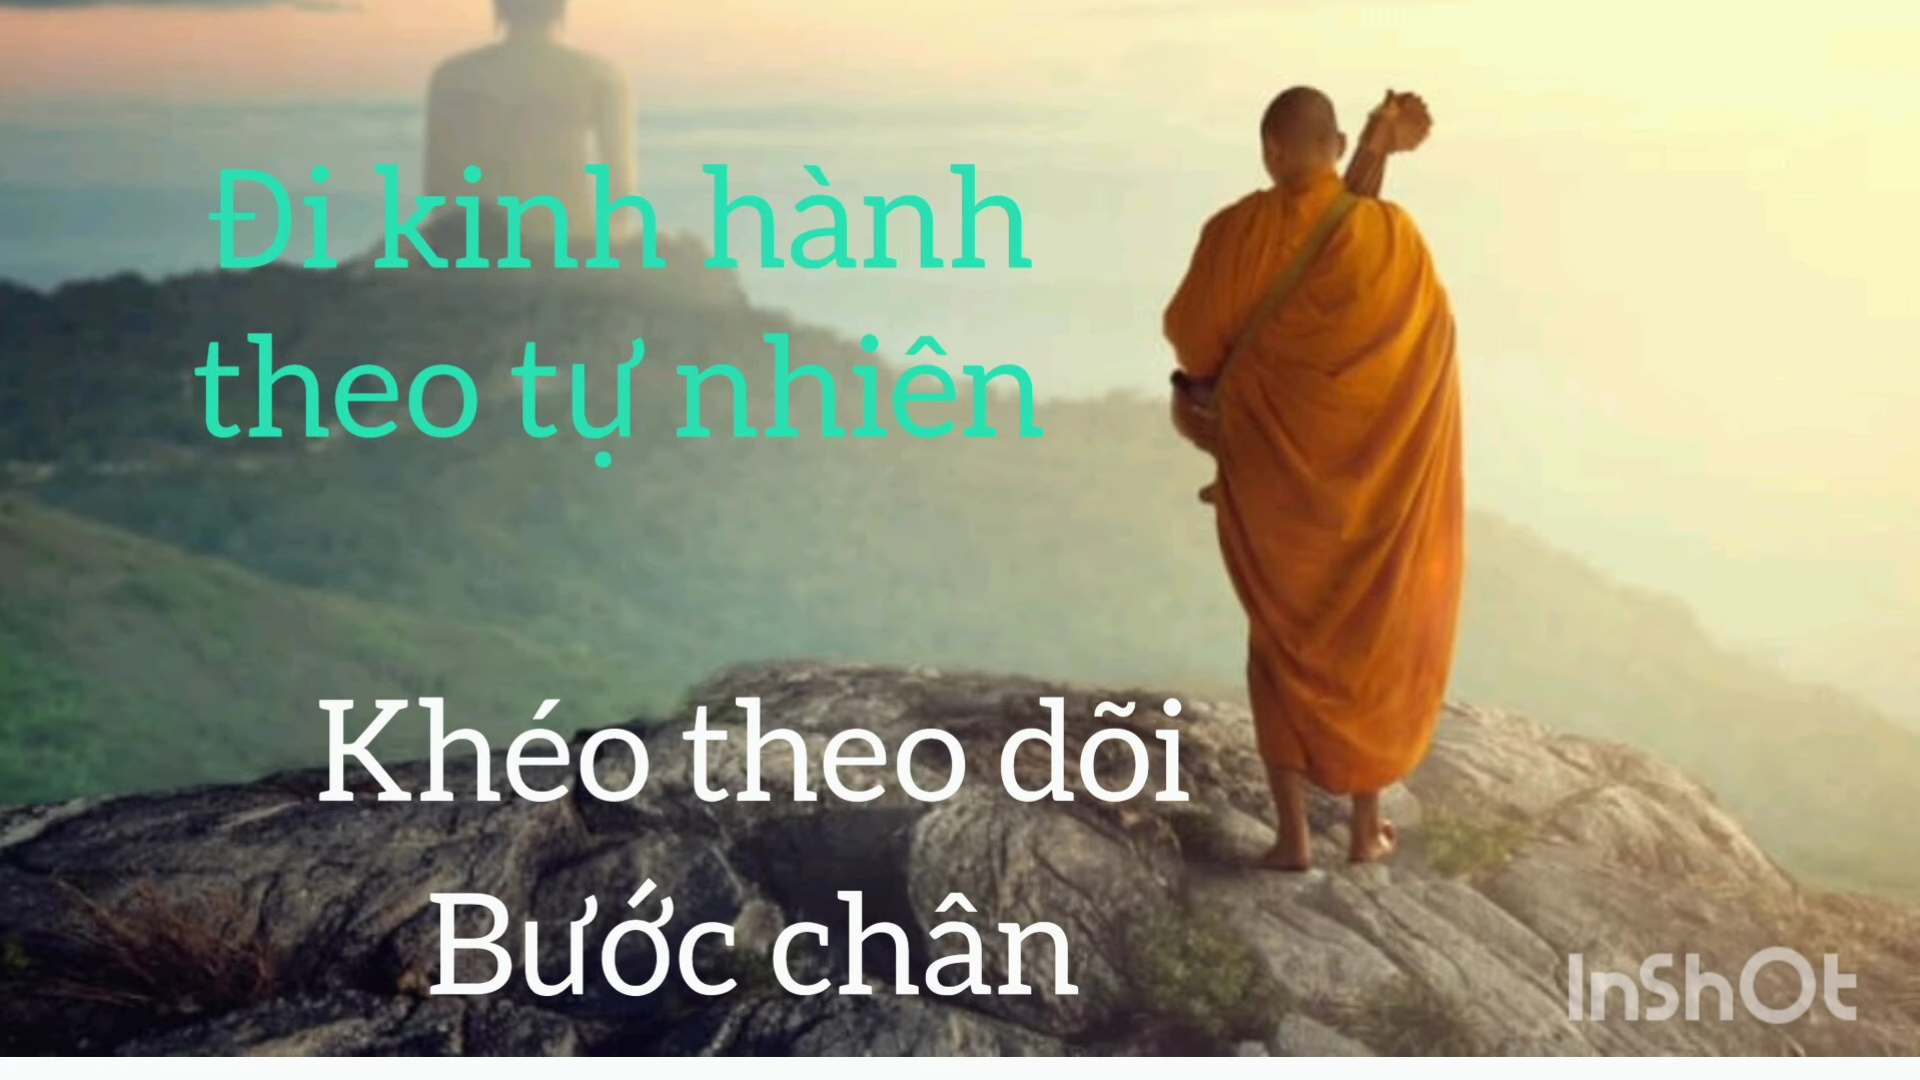 Đi kinh hành
theo tự nhiên
Khéo theo dõi
Bước chân
InShOt